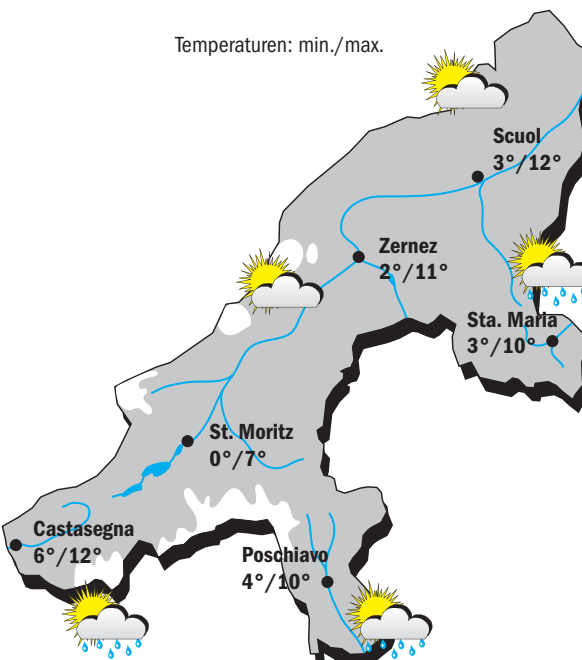 Temperaturen: min./max.
Scuol
3°/12°
Zernez
2°/11°
Sta. Maria
3°/10°
St. Moritz
0°/7°
Castasegna
6°/12°
Poschiavo
4°/10°